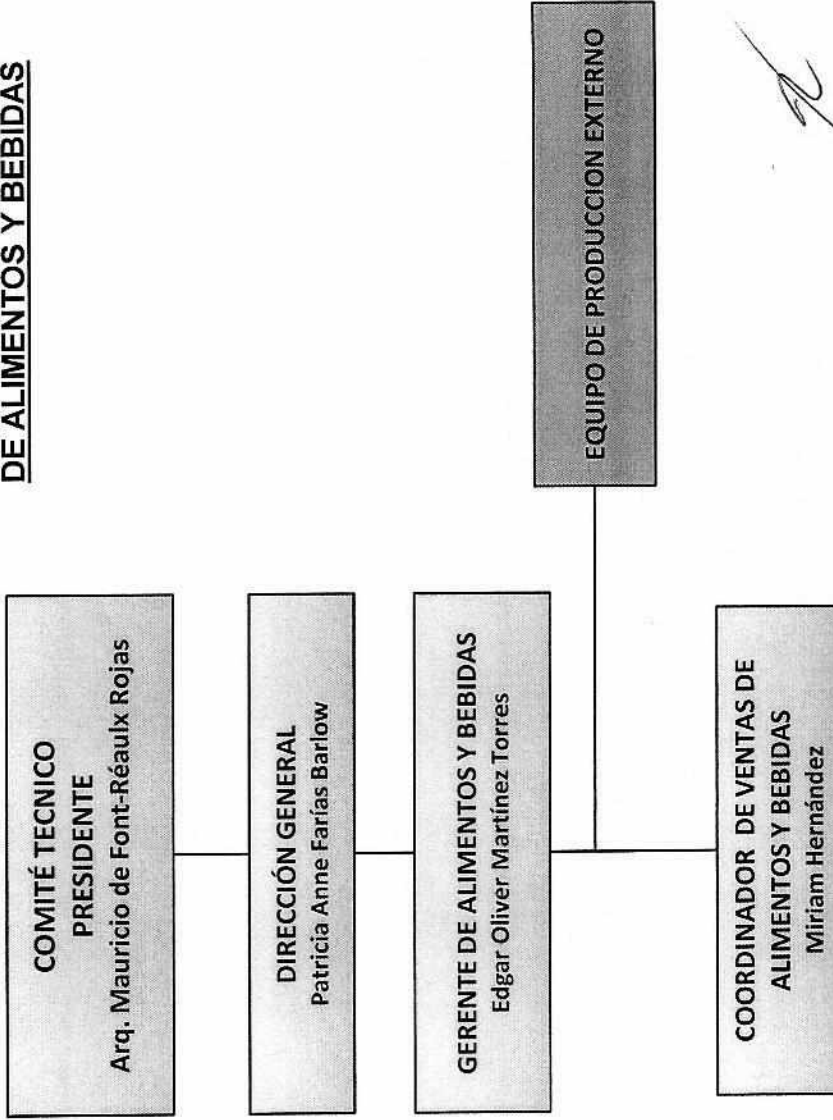 DE ALIMENTOS Y BEBIDAS
COMITÉ TECNICO
PRESIDENTE
Arq. Mauricio de Font-Réaulx Rojas
DIRECCIÓN GENERAL
Patricia Anne Farías Barlow
GERENTE DE ALIMENTOS Y BEBIDAS
Edgar Oliver Martínez Torres
EQUIPO DE PRODUCCION EXTERNO
COORDINADOR DE VENTAS DE
ALIMENTOS Y BEBIDAS
Miriam Hernández